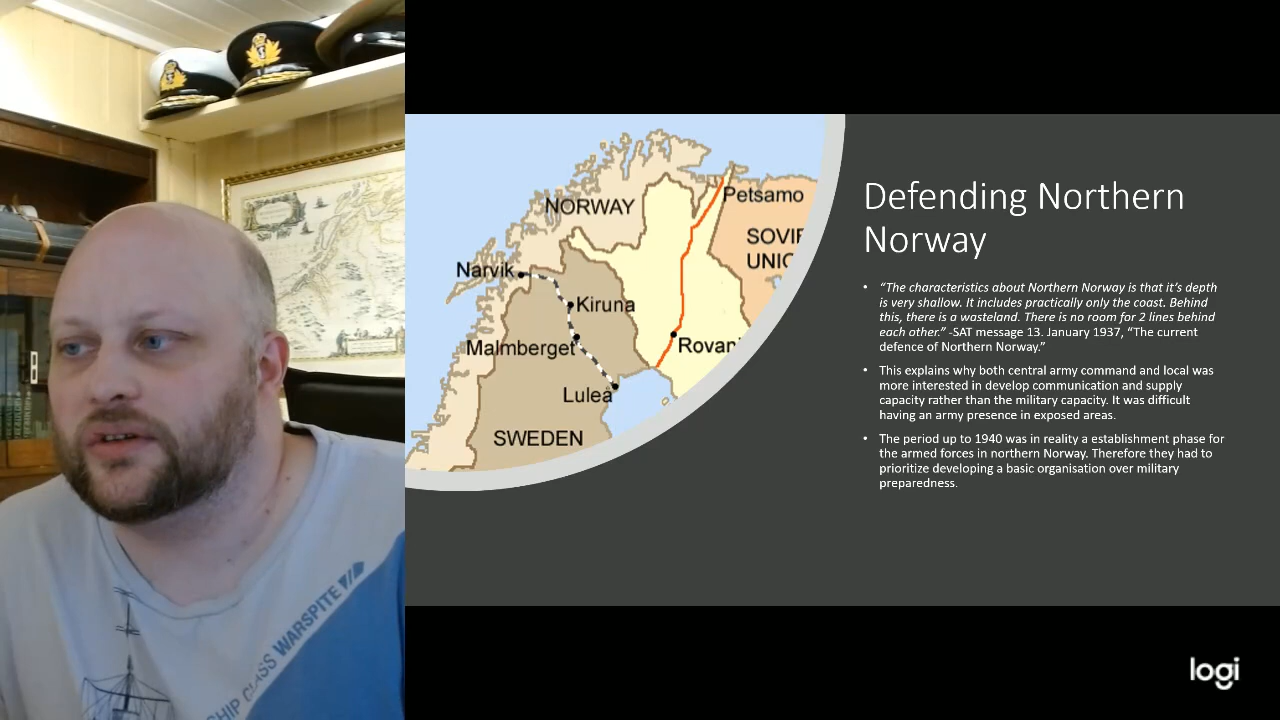 SHIP CLASS WARSPITE
NORWAY
Petsamo
SOVIE
UNIC
Narvik
Kiruna
Malmberget
Rovani
Luleå
SWEDEN
Defending Northern
Norway
• “The characteristics about Northern Norway is that it’s depth
is very shallow. It includes practically only the coast. Behind
this, there is a wasteland. There is no room for 2 lines behind
each other.” -SAT message 13. January 1937, “The current
defence of Northern Norway.”
• This explains why both central army command and local was
more interested in develop communication and supply
capacity rather than the military capacity. It was difficult
having an army presence in exposed areas.
• The period up to 1940 was in reality a establishment phase for
the armed forces in northern Norway. Therefore they had to
prioritize developing a basic organisation over military
preparedness.
logi